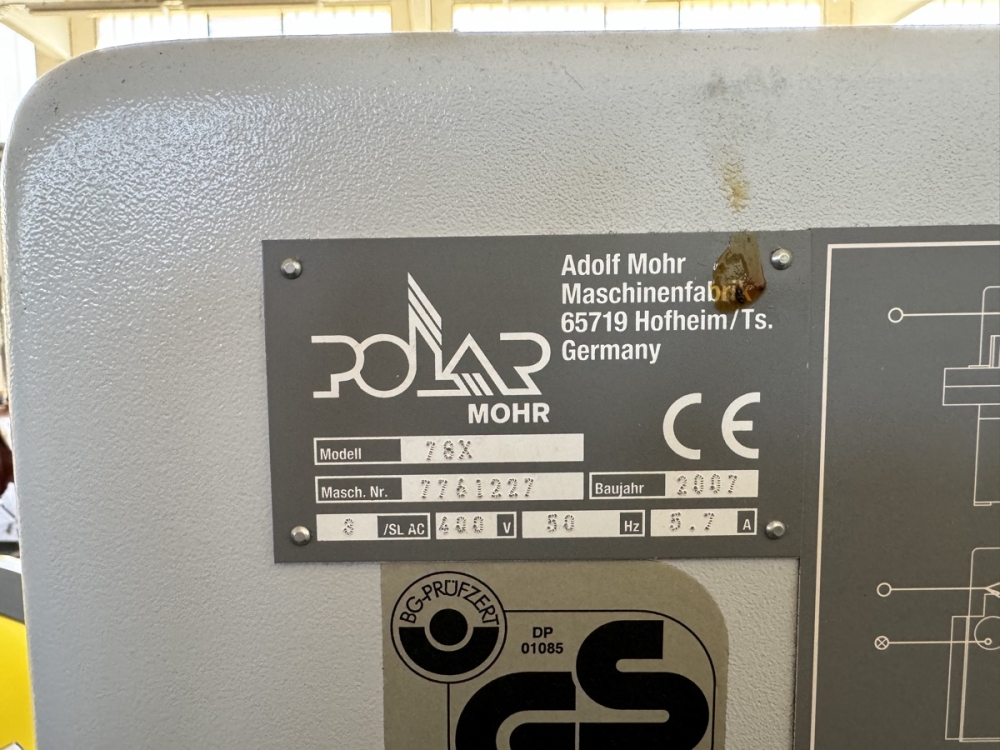 Adolf Mohr
Maschinenfabrik
65719 Hofheim/Ts.
Germany
POLAR
MOHR
CE
Modell 78X
Masch. Nr. 7761227 Baujahr 2007
3 /SL AC 400 V 50 Hz 5.7 A
BG-PRÜFZERT
DP
01085
GS